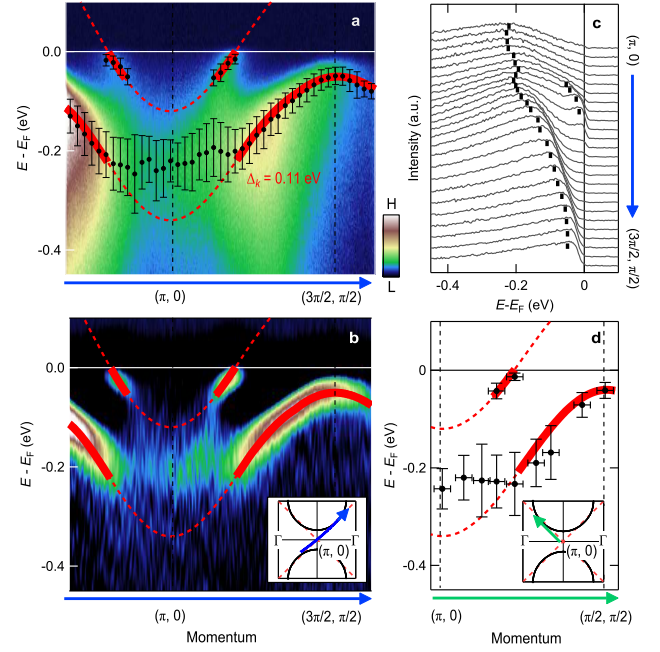 a
0.0
-0.2
-0.4
E - E_F (eV)
Δ_k = 0.11 eV
H
L
(π, 0)
(3π/2, π/2)
c
Intensity (a.u.)
(π, 0)
(3π/2, π/2)
-0.4
-0.2
0
E-E_F (eV)
b
0.0
-0.2
-0.4
E - E_F (eV)
Γ
Γ
(π, 0)
(π, 0)
(3π/2, π/2)
Momentum
d
0.0
-0.2
-0.4
E - E_F (eV)
Γ
Γ
(π, 0)
(π, 0)
(π/2, π/2)
Momentum